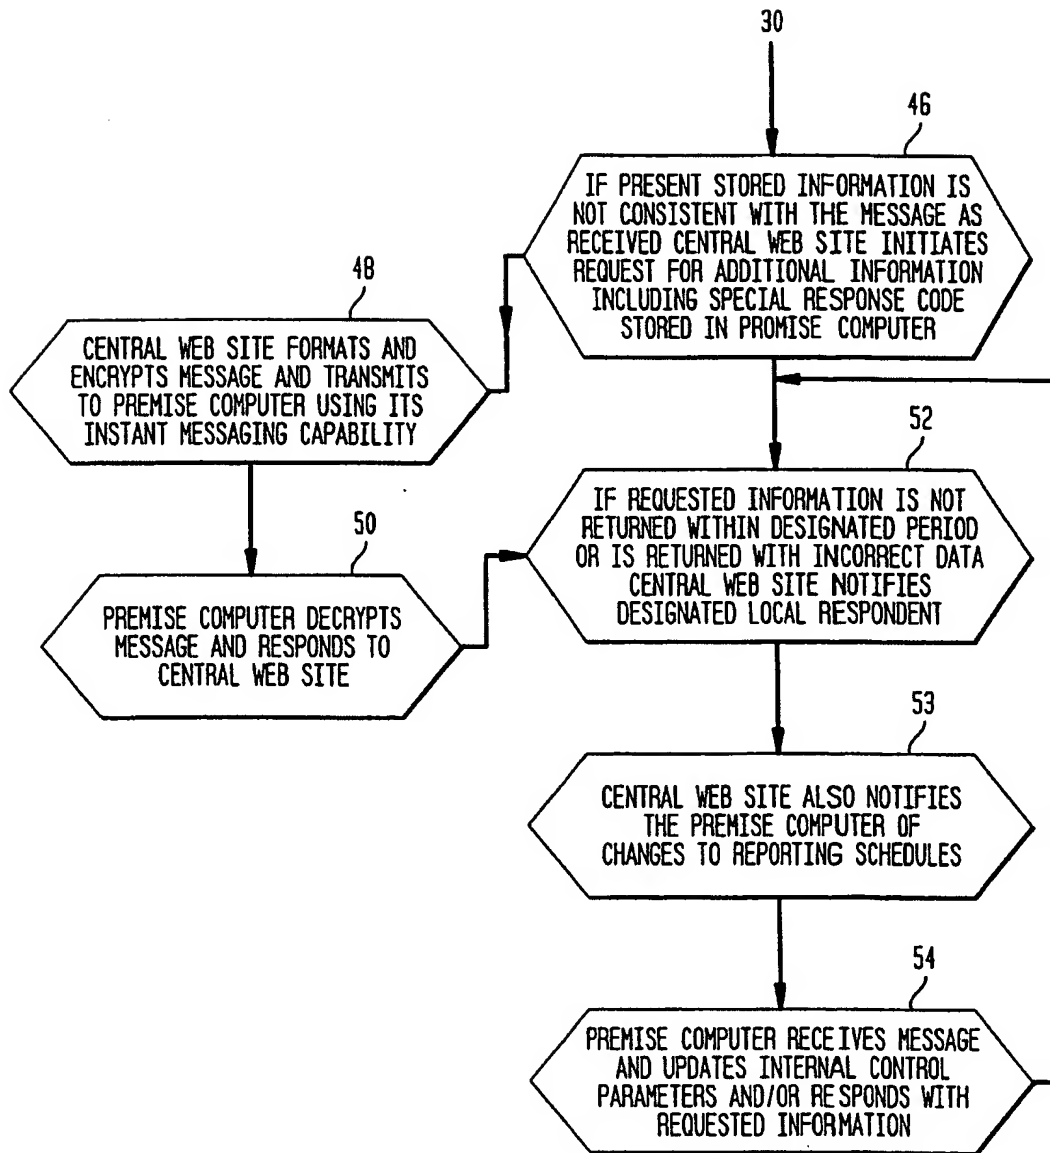 30
46
IF PRESENT STORED INFORMATION IS
NOT CONSISTENT WITH THE MESSAGE AS
RECEIVED CENTRAL WEB SITE INITIATES
REQUEST FOR ADDITIONAL INFORMATION
INCLUDING SPECIAL RESPONSE CODE
STORED IN PROMISE COMPUTER
48
CENTRAL WEB SITE FORMATS AND
ENCRYPTS MESSAGE AND TRANSMITS
TO PREMISE COMPUTER USING ITS
INSTANT MESSAGING CAPABILITY
50
PREMISE COMPUTER DECRYPTS
MESSAGE AND RESPONDS TO
CENTRAL WEB SITE
52
IF REQUESTED INFORMATION IS NOT
RETURNED WITHIN DESIGNATED PERIOD
OR IS RETURNED WITH INCORRECT DATA
CENTRAL WEB SITE NOTIFIES
DESIGNATED LOCAL RESPONDENT
53
CENTRAL WEB SITE ALSO NOTIFIES
THE PREMISE COMPUTER OF
CHANGES TO REPORTING SCHEDULES
54
PREMISE COMPUTER RECEIVES MESSAGE
AND UPDATES INTERNAL CONTROL
PARAMETERS AND/OR RESPONDS WITH
REQUESTED INFORMATION